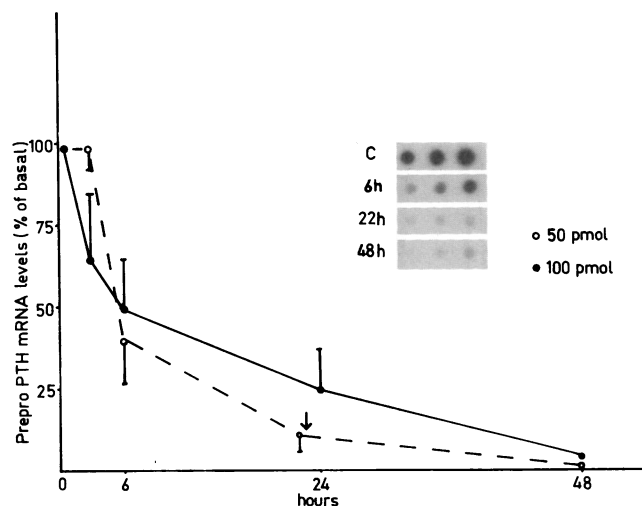 Prepro PTH mRNA levels (% of basal)
100
75
50
25
C
6h
22h
48h
50 pmol
100 pmol
0
6
24
48
hours